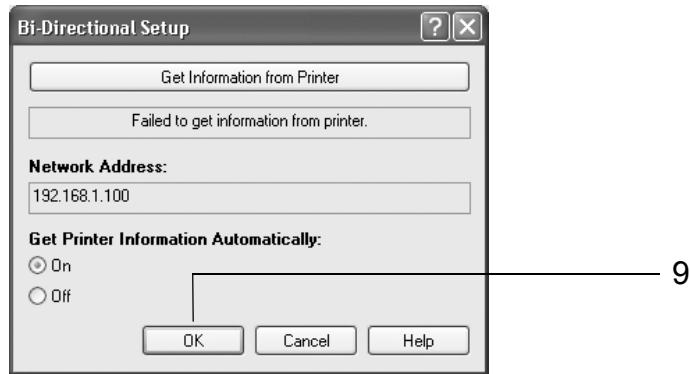 Bi-Directional Setup
Get Information from Printer
Failed to get information from printer.
Network Address:
192.168.1.100
Get Printer Information Automatically:
On
Off
9
OK Cancel Help